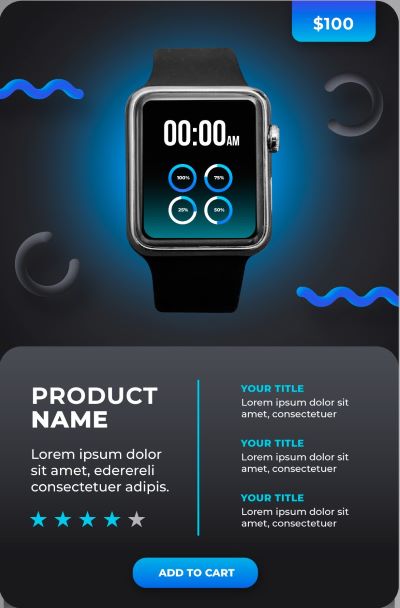 $100
00:00AM
100%
75%
25%
50%
PRODUCT
NAME
Lorem ipsum dolor
sit amet, ederereli
consectetuer adipis.
YOUR TITLE
Lorem ipsum dolor sit
amet, consectetuer
YOUR TITLE
Lorem ipsum dolor sit
amet, consectetuer
YOUR TITLE
Lorem ipsum dolor sit
amet, consectetuer
ADD TO CART